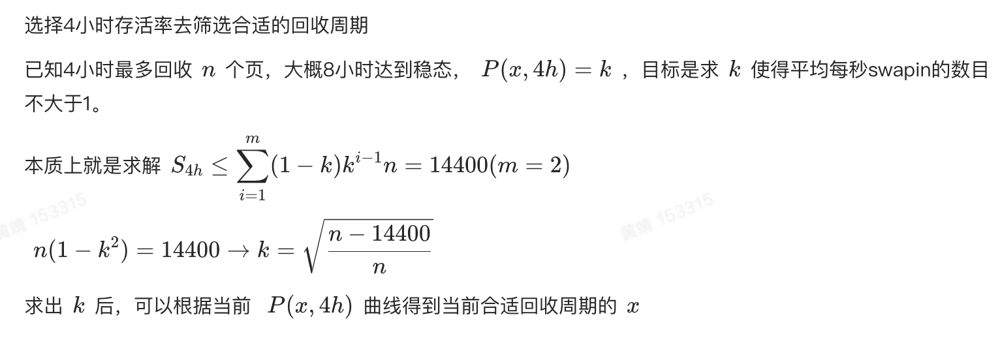 选择4小时存活率去筛选合适的回收周期
已知4小时最多回收 n 个页，大概8小时达到稳态， P(x, 4h) = k ，目标是求 k 使得平均每秒swapin的数目
不大于1。
本质上就是求解 S_{4h} ≤ \sum_{i=1}^{m} (1 − k)k^{i−1}n = 14400(m = 2)
n(1 − k^2) = 14400 → k = \sqrt{\frac{n − 14400}{n}}
求出 k 后，可以根据当前 P(x, 4h) 曲线得到当前合适回收周期的 x
黄靖 153315
黄靖 153315